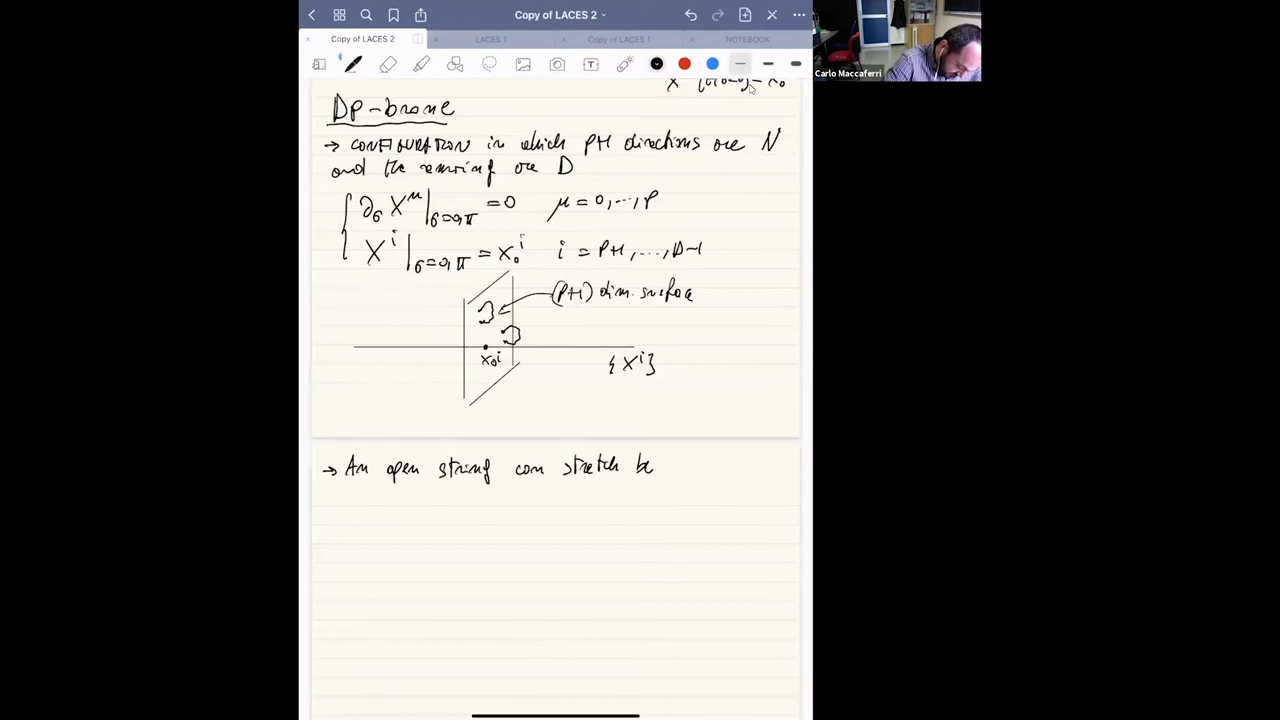 Copy of LACES 2
Copy of LACES 2
LACES 1
Copy of LACES 1
NOTEBOOK
Carlo Maccaferri
Dp-brane
→ CONFIGURATION in which P+1 directions are N
and the remaining are D
∂σ X^μ|σ=0,π = 0 μ = 0,...,P
X^i|σ=0,π = x₀^i i = P+1,...,D-1
(P+1) dim. surface
x₀i
{X^i}
→ An open string can stretch be